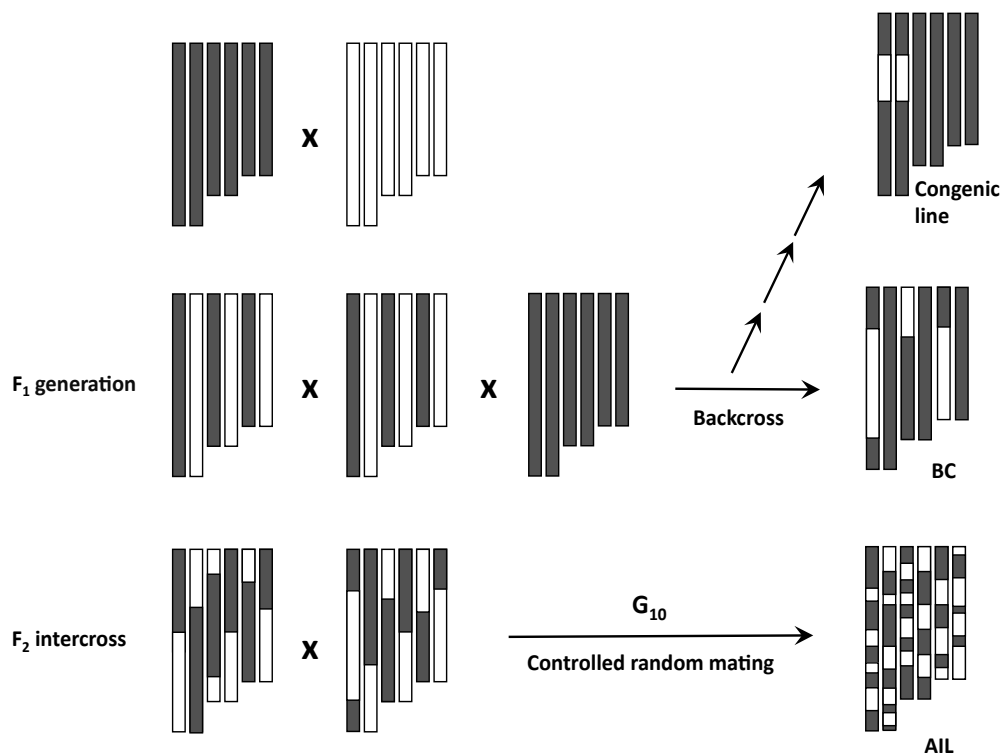 X
Congenic
line
F₁ generation
X
X
Backcross
BC
F₂ intercross
X
G₁₀
Controlled random mating
AIL